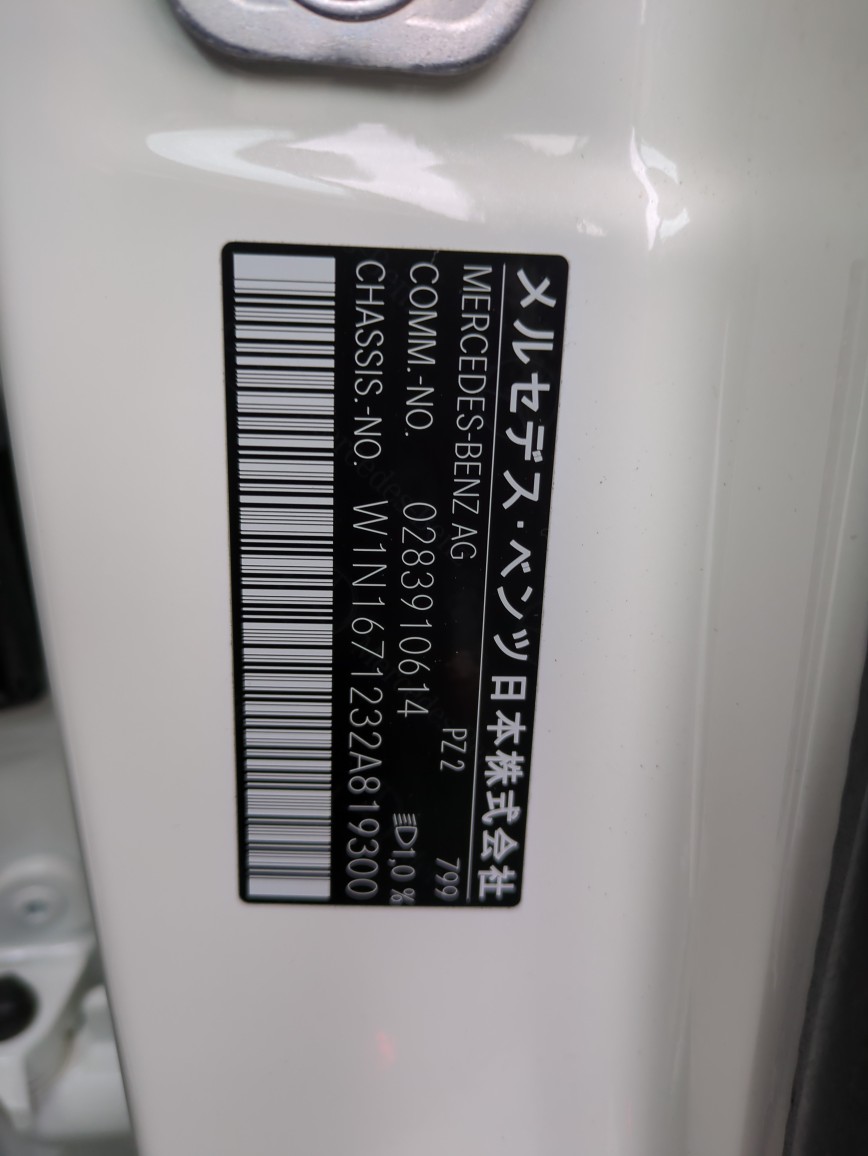 メルセデス・ベンツ日本株式会社
MERCEDES-BENZ AG PZ2 799
COMM.-NO. 0283910614 1,0 %
CHASSIS.-NO. W1N1671232A819300